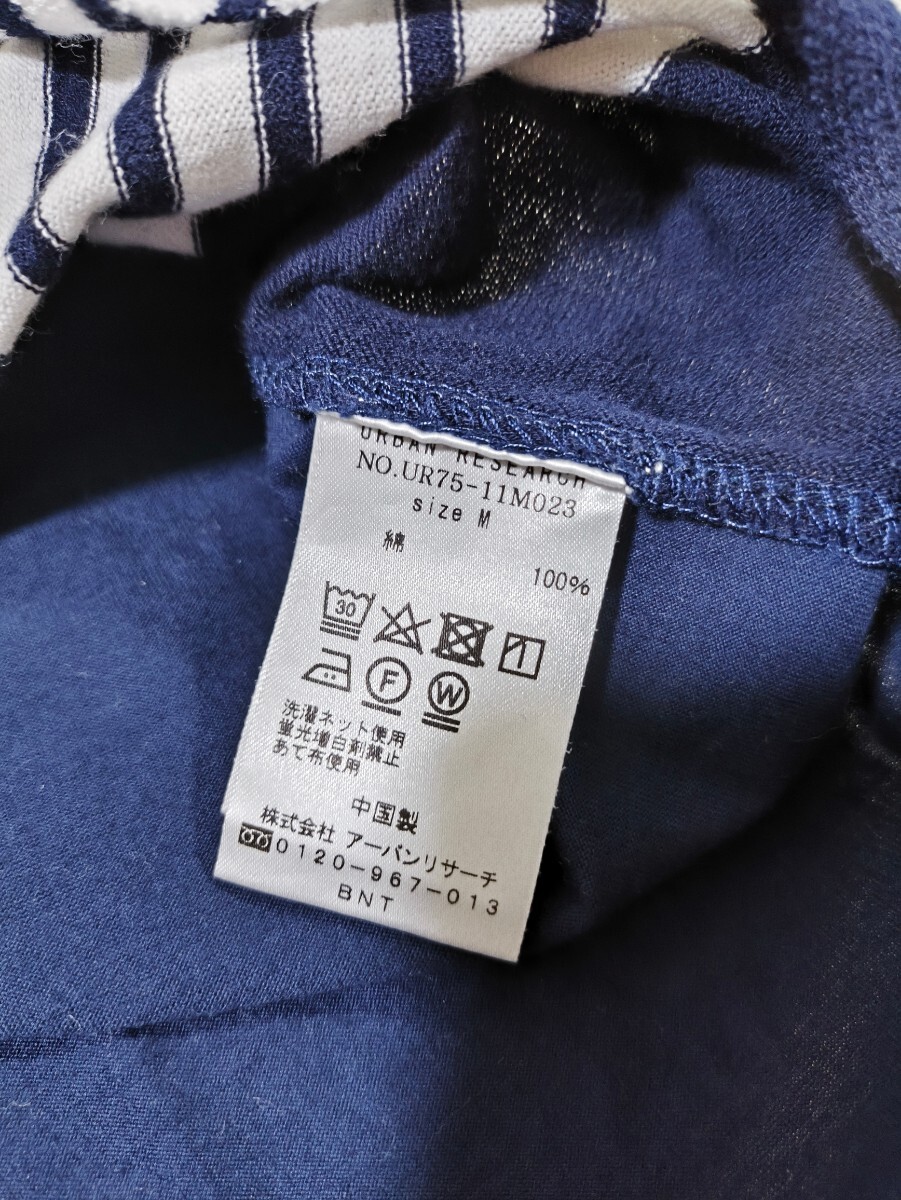 URBAN RESEARCH
NO.UR75-11M023
size M
綿
100%
30
F W
洗濯ネット使用
蛍光増白剤禁止
あて布使用
中国製
株式会社 アーバンリサーチ
0120-967-013
BNT